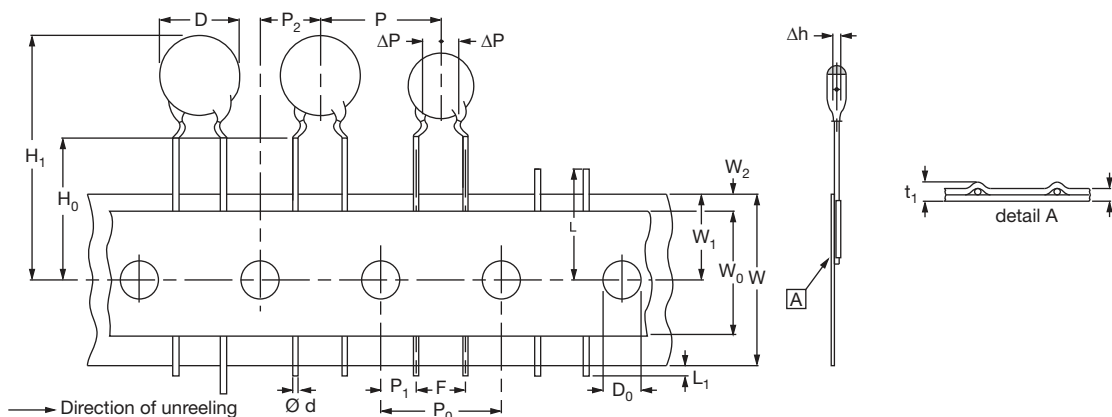 D
P₂
P
ΔP
ΔP
Δh
H₁
H₀
W₂
L
W₁
W₀
W
t₁
detail A
A
P₁
F
D₀
L₁
Ø d
P₀
Direction of unreeling